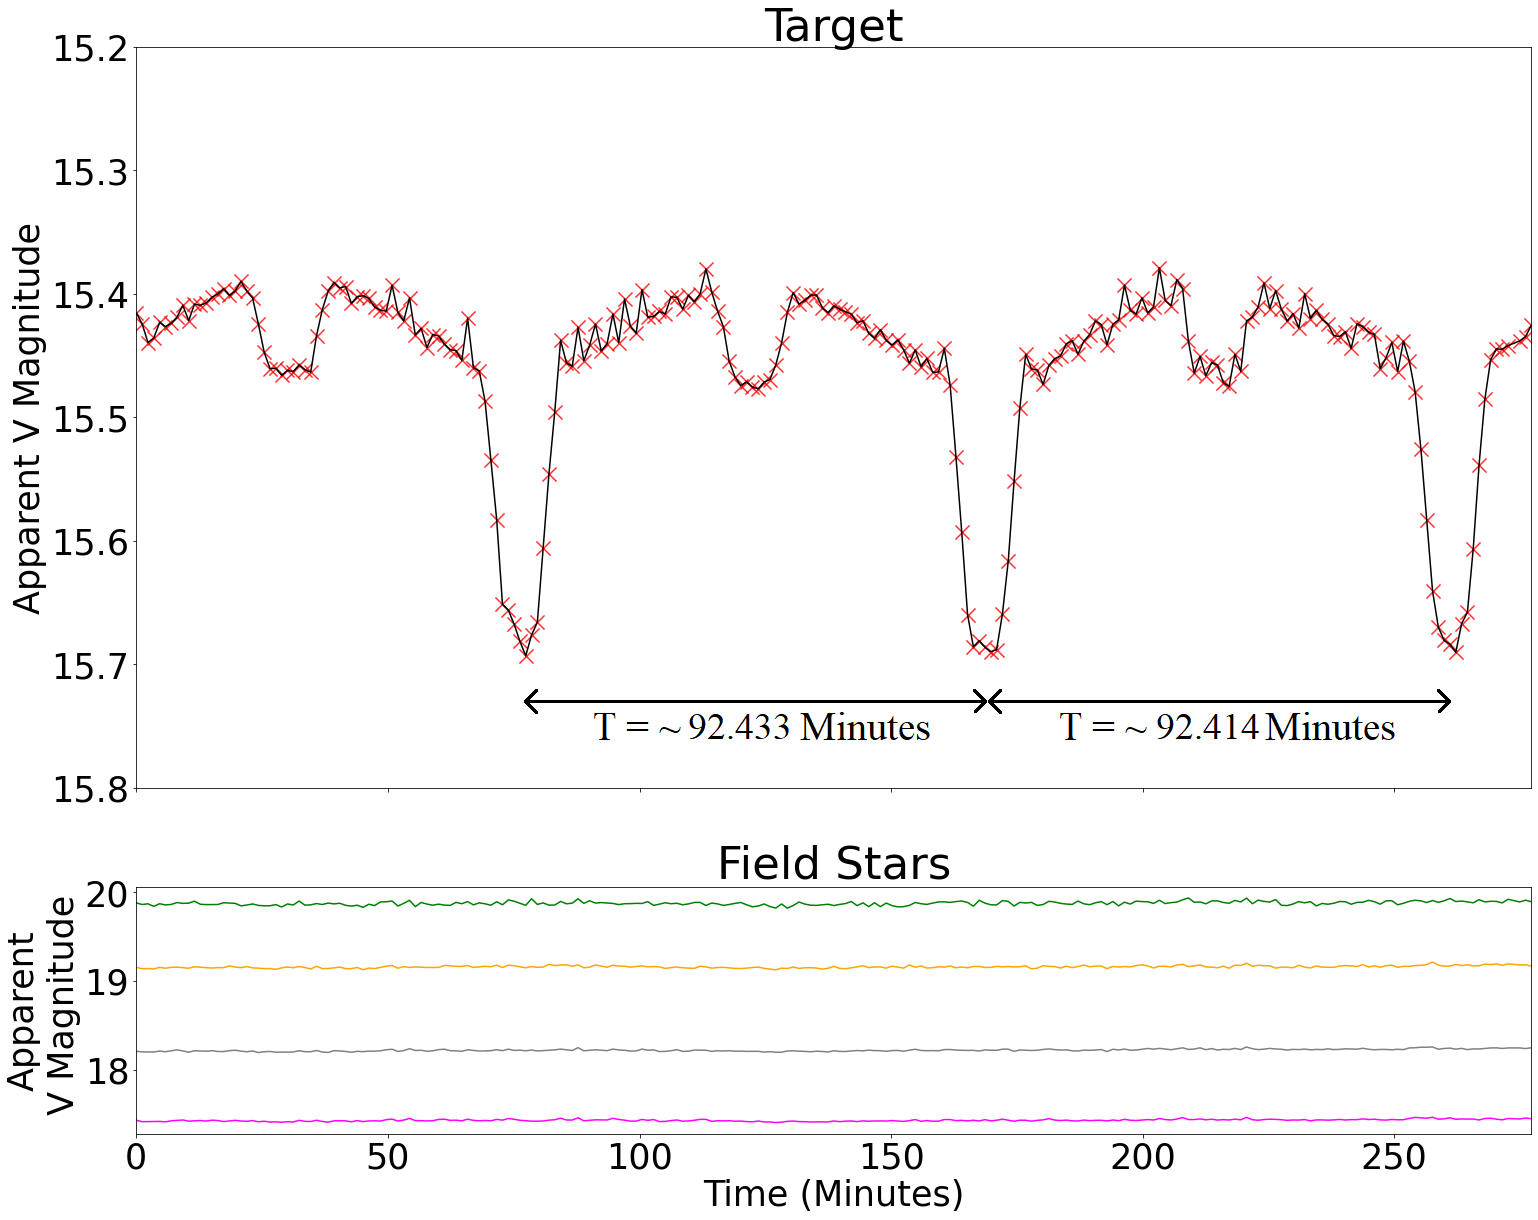 Target
15.2
15.3
15.4
15.5
15.6
15.7
15.8
Apparent V Magnitude
T = ~ 92.433 Minutes
T = ~ 92.414 Minutes
Field Stars
20
19
18
Apparent
V Magnitude
0 50 100 150 200 250
Time (Minutes)